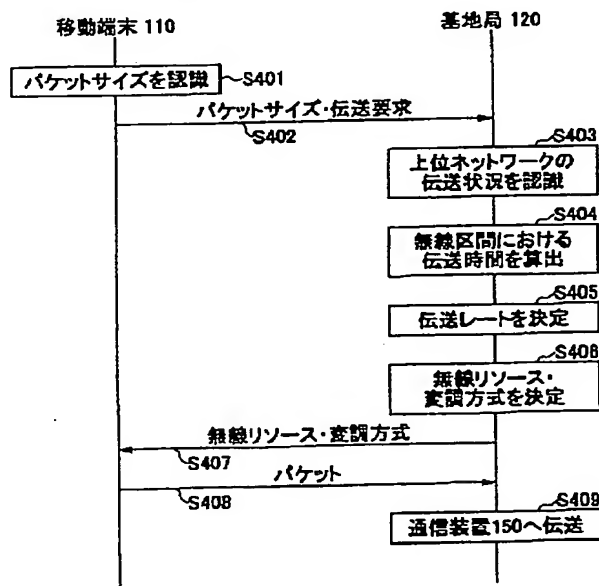 移動端末 110
基地局 120
パケットサイズを認識
S401
パケットサイズ・伝送要求
S402
S403
上位ネットワークの
伝送状況を認識
S404
無線区間における
伝送時間を算出
S405
伝送レートを決定
S406
無線リソース・
変調方式を決定
無線リソース・変調方式
S407
パケット
S408
S409
通信装置150へ伝送